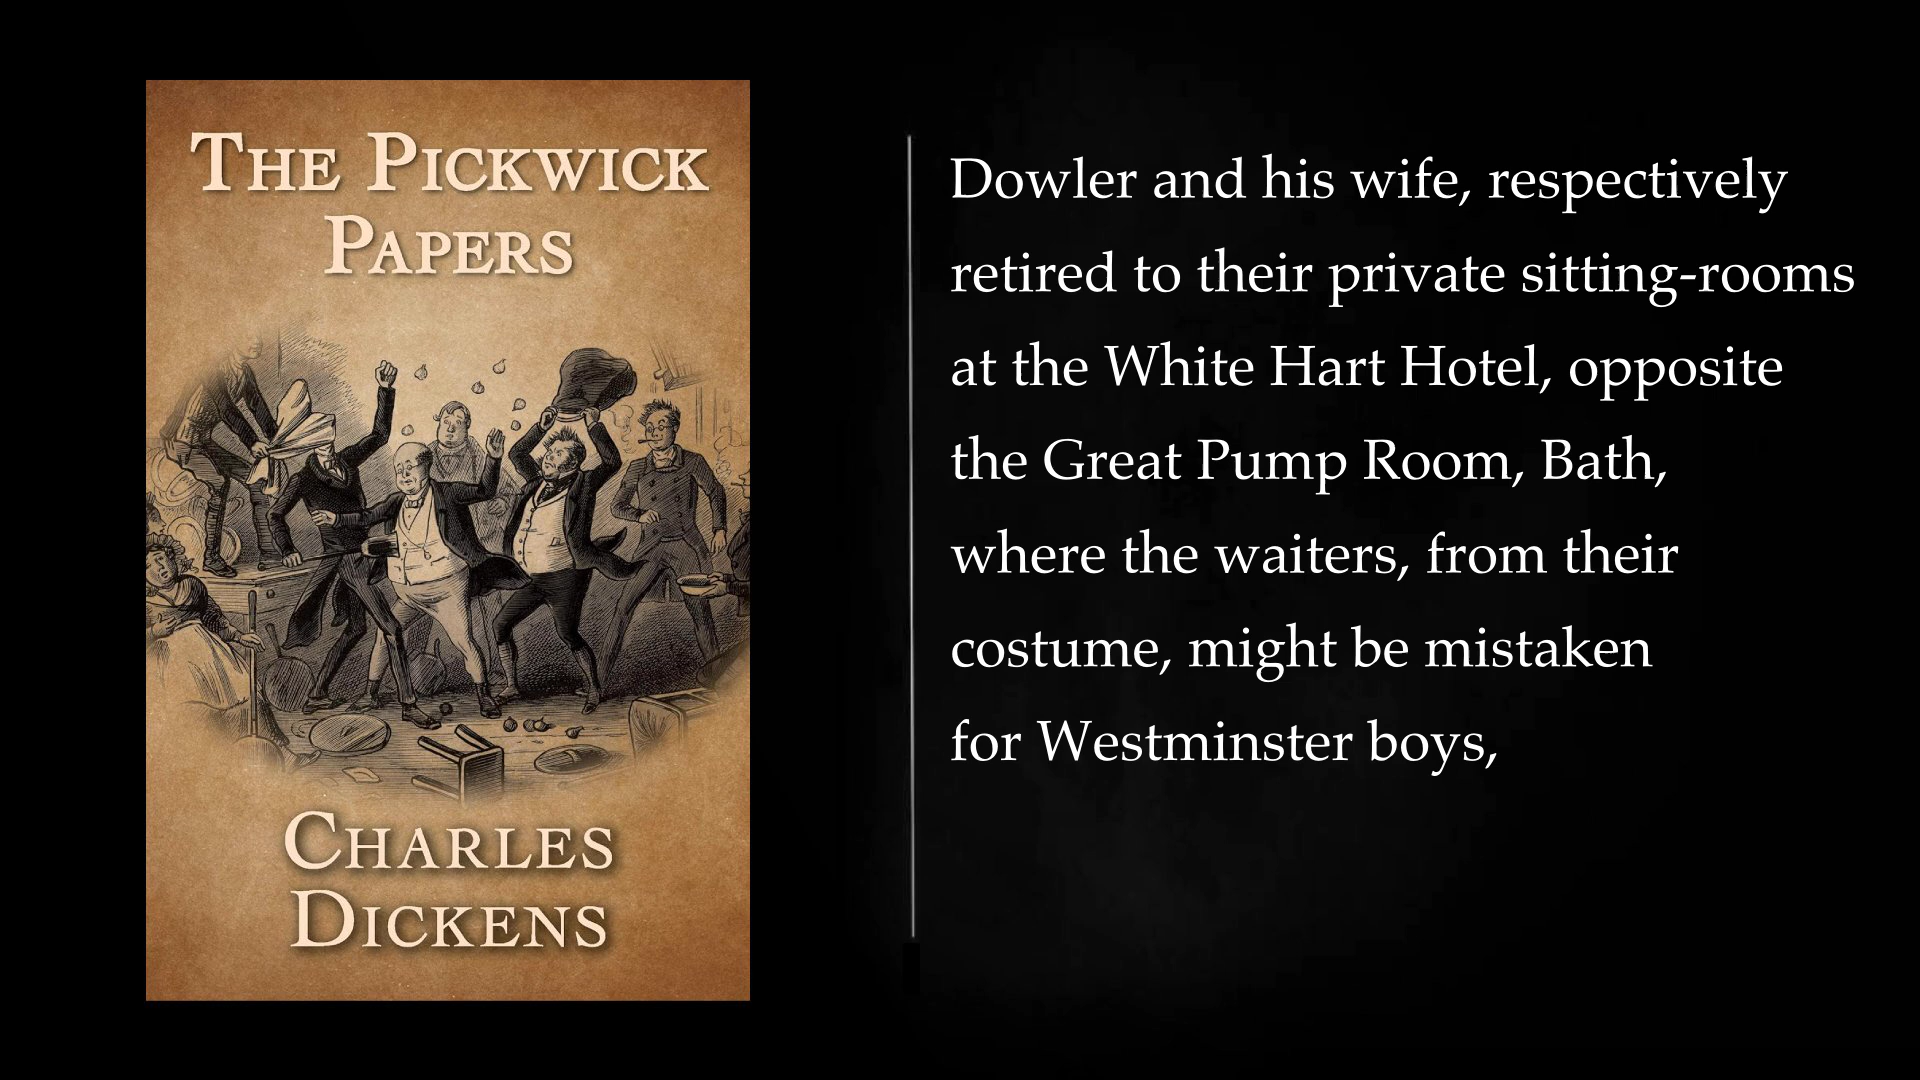 The Pickwick
Papers
Charles
Dickens
Dowler and his wife, respectively
retired to their private sitting-rooms
at the White Hart Hotel, opposite
the Great Pump Room, Bath,
where the waiters, from their
costume, might be mistaken
for Westminster boys,